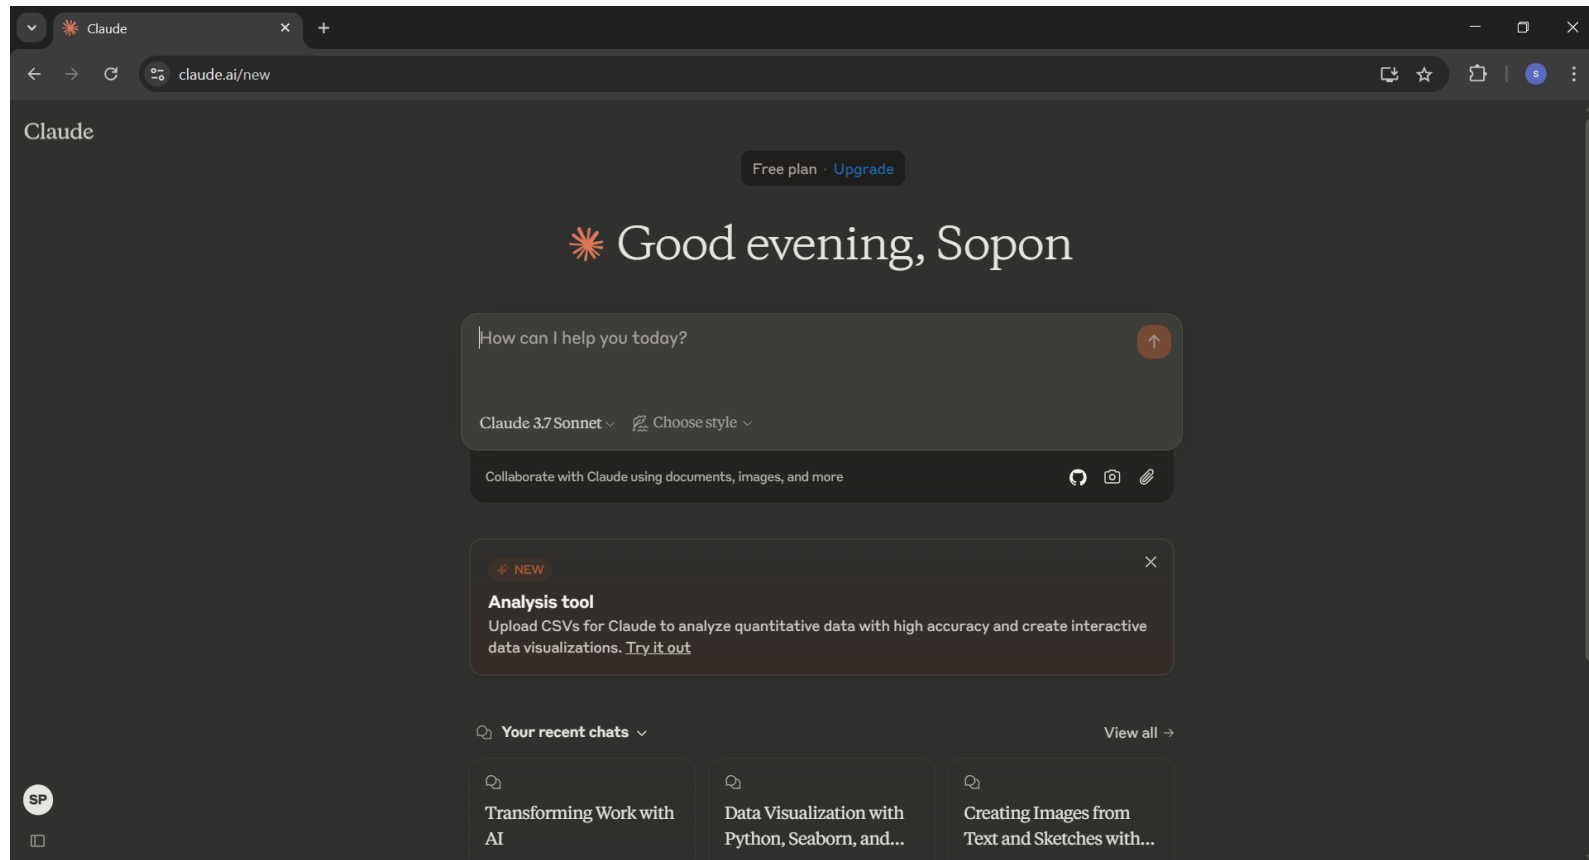 Claude
claude.ai/new
S
Claude
Free plan · Upgrade
Good evening, Sopon
How can I help you today?
Claude 3.7 Sonnet
Choose style
Collaborate with Claude using documents, images, and more
NEW
Analysis tool
Upload CSVs for Claude to analyze quantitative data with high accuracy and create interactive
data visualizations. Try it out
Your recent chats
View all →
Transforming Work with
AI
Data Visualization with
Python, Seaborn, and...
Creating Images from
Text and Sketches with...
SP